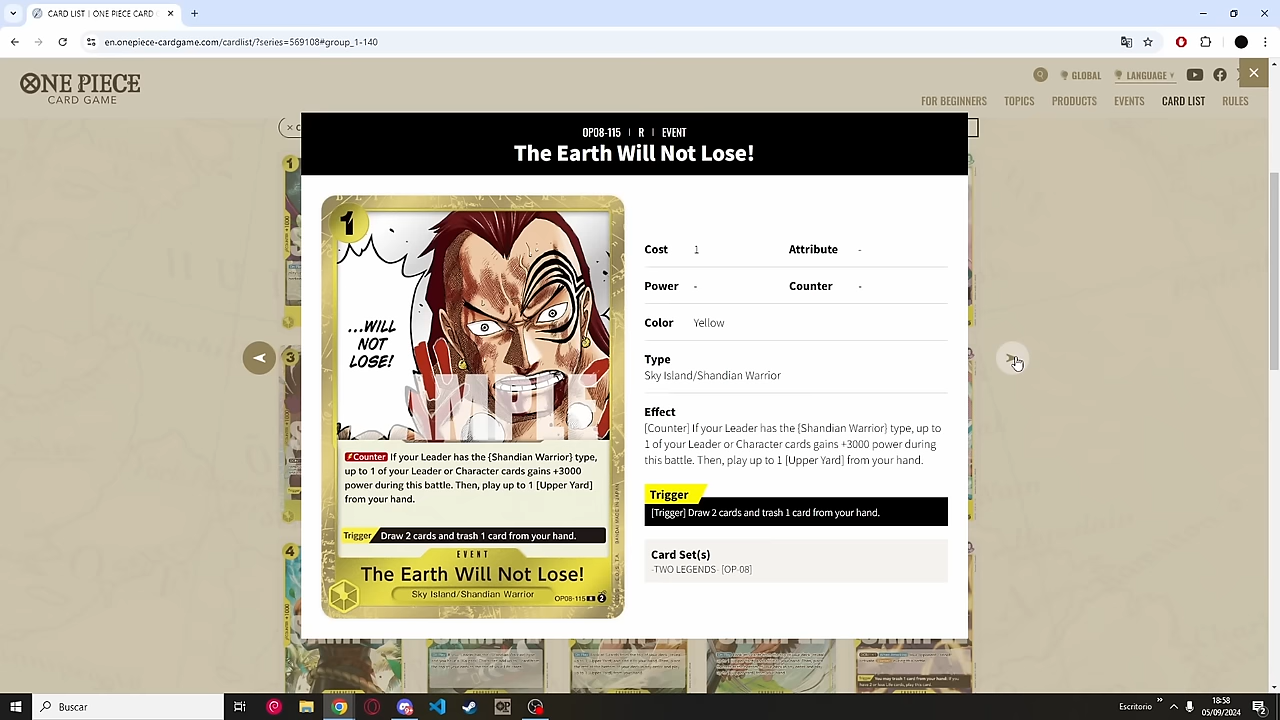 CARD LIST | ONE PIECE CARD
en.onepiece-cardgame.com/cardlist/?series=569108#group_1-140
ONE PIECE
CARD GAME
GLOBAL
LANGUAGE
FOR BEGINNERS
TOPICS
PRODUCTS
EVENTS
CARD LIST
RULES
OP08-115 | R | EVENT
The Earth Will Not Lose!
1
...WILL
NOT
LOSE!
Counter If your Leader has the {Shandian Warrior} type,
up to 1 of your Leader or Character cards gains +3000
power during this battle. Then, play up to 1 [Upper Yard]
from your hand.
Trigger Draw 2 cards and trash 1 card from your hand.
EVENT
The Earth Will Not Lose!
Sky Island/Shandian Warrior
OP08-115 R 2
Cost 1
Attribute -
Power -
Counter -
Color Yellow
Type
Sky Island/Shandian Warrior
Effect
[Counter] If your Leader has the {Shandian Warrior} type, up to
1 of your Leader or Character cards gains +3000 power during
this battle. Then, play up to 1 [Upper Yard] from your hand.
Trigger
[Trigger] Draw 2 cards and trash 1 card from your hand.
Card Set(s)
-TWO LEGENDS- [OP-08]
1
3
4
Buscar
Escritorio
18:58
05/09/2024